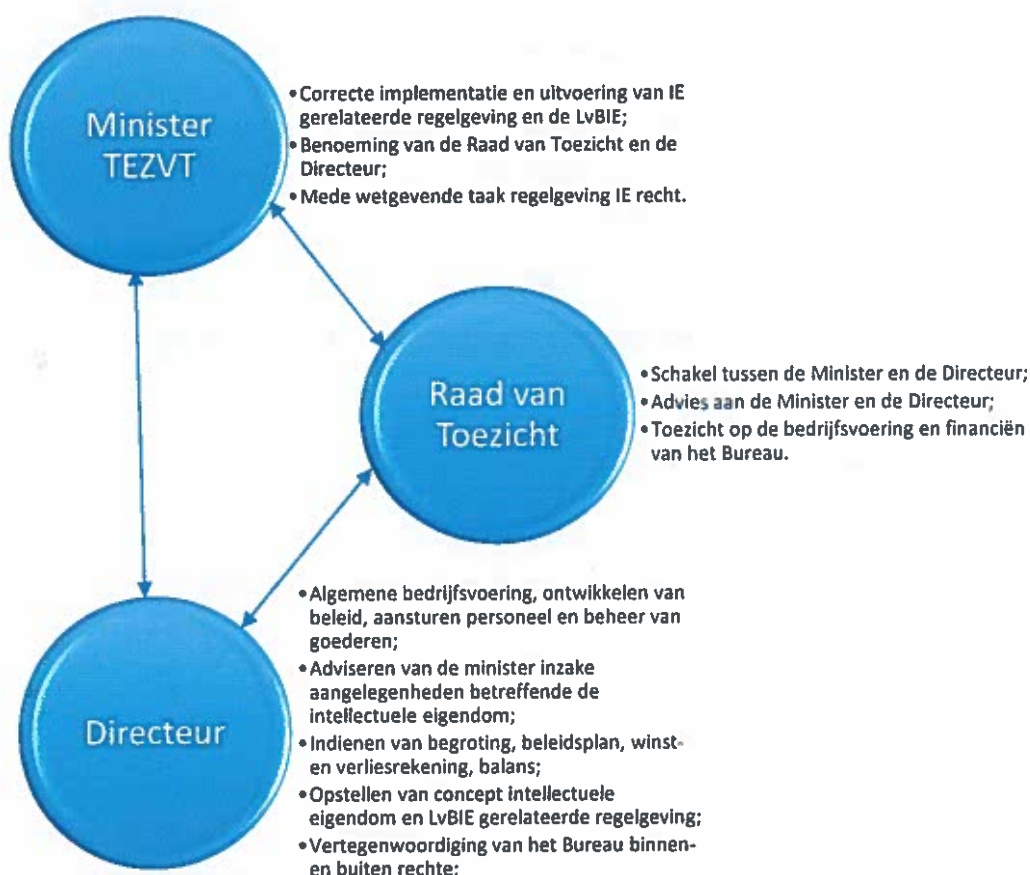 Minister
TEZVT
•Correcte implementatie en uitvoering van IE
gerelateerde regelgeving en de LvBIE;
•Benoeming van de Raad van Toezicht en de
Directeur;
•Mede wetgevende taak regelgeving IE recht.
Raad van
Toezicht
•Schakel tussen de Minister en de Directeur;
•Advies aan de Minister en de Directeur;
•Toezicht op de bedrijfsvoering en financiën
van het Bureau.
Directeur
•Algemene bedrijfsvoering, ontwikkelen van
beleid, aansturen personeel en beheer van
goederen;
•Adviseren van de minister inzake
aangelegenheden betreffende de
intellectuele eigendom;
•Indienen van begroting, beleidsplan, winst-
en verliesrekening, balans;
•Opstellen van concept intellectuele
eigendom en LvBIE gerelateerde regelgeving;
•Vertegenwoordiging van het Bureau binnen-
en buiten rechte;